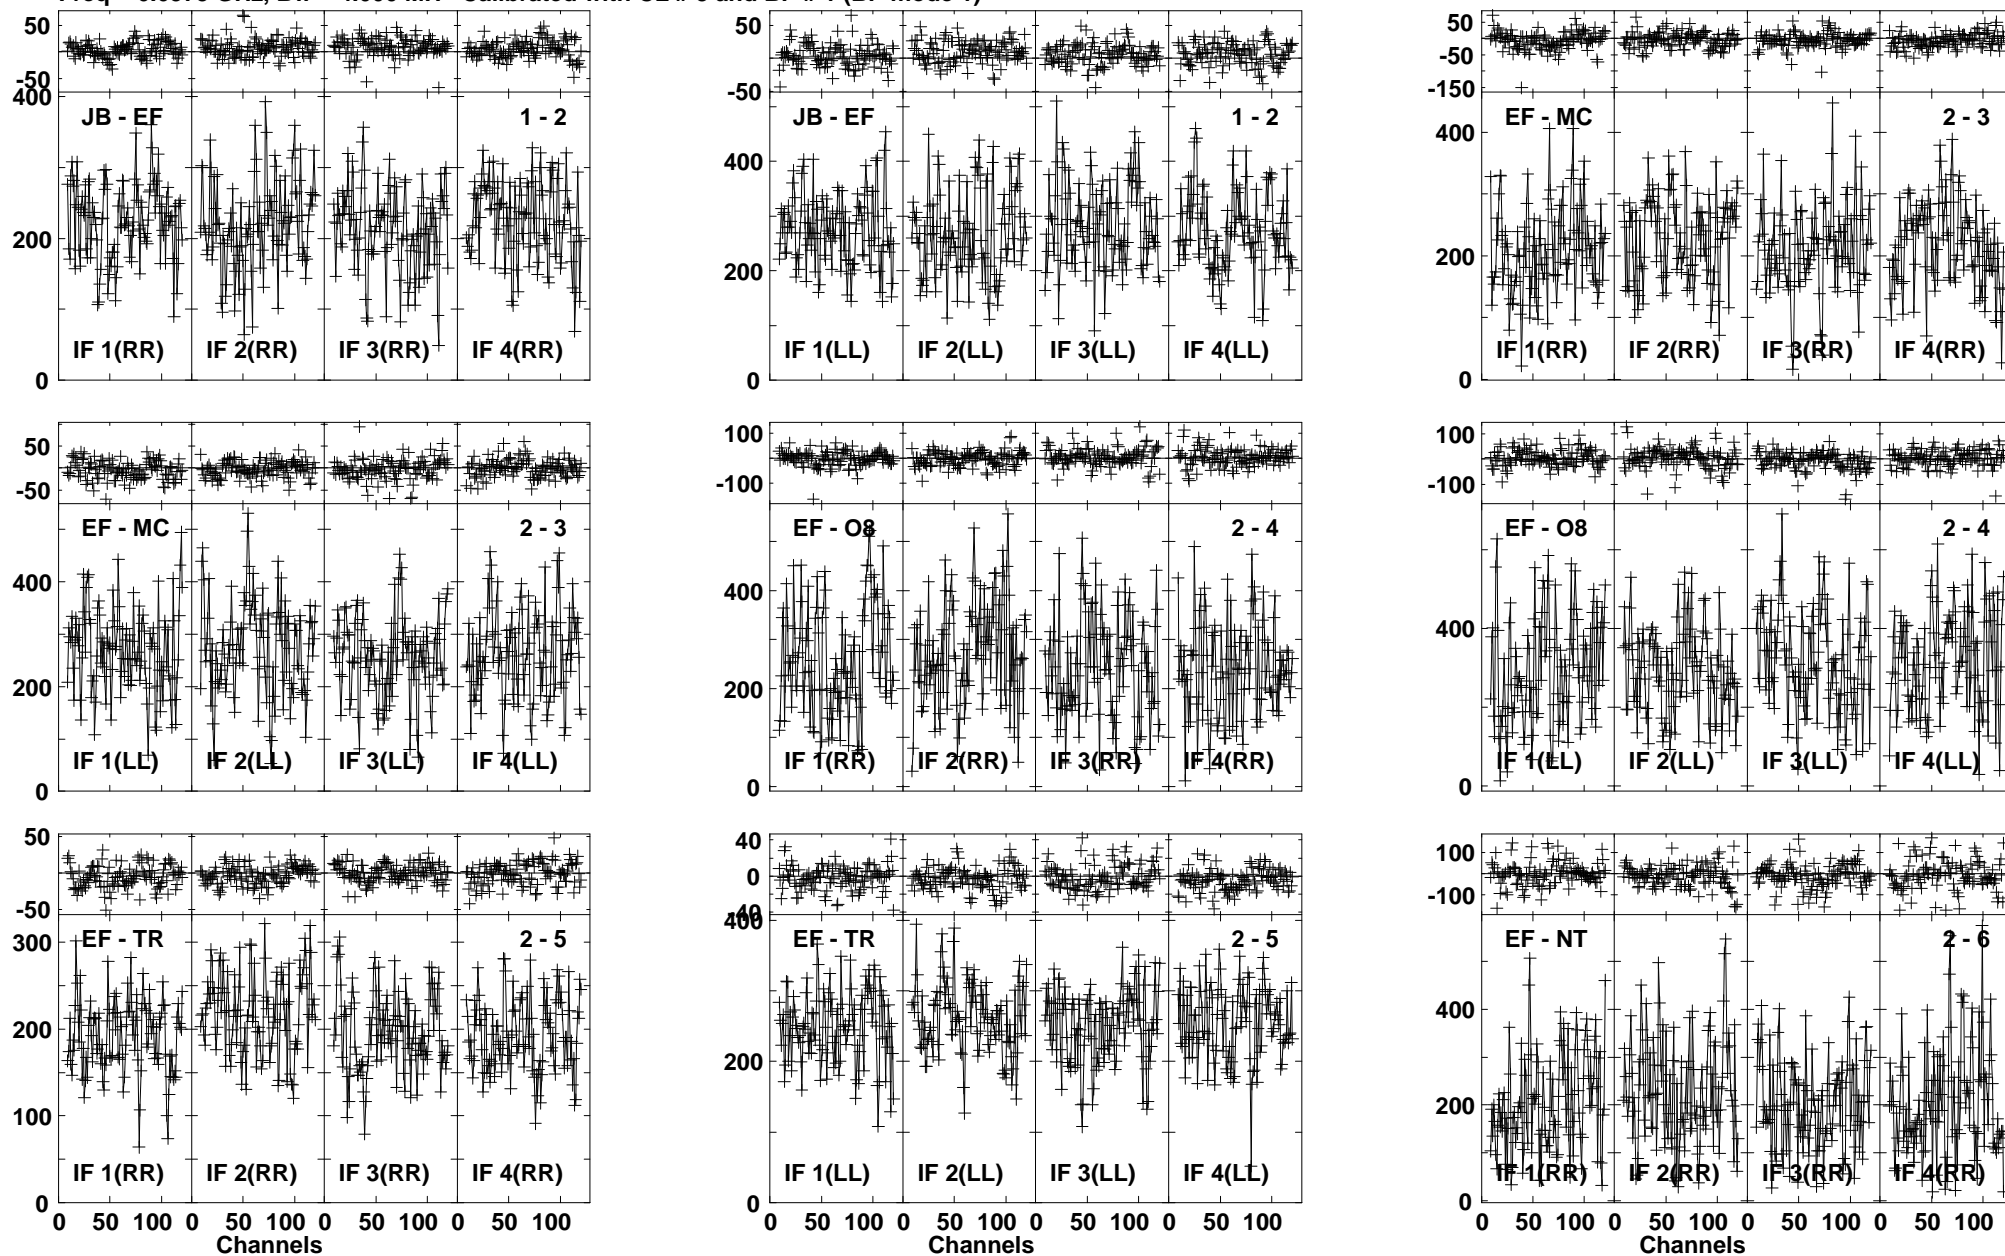 50
-50
400
200
0
JB - EF
1 - 2
IF 1(RR)
IF 2(RR)
IF 3(RR)
IF 4(RR)
50
-50
400
200
0
JB - EF
1 - 2
IF 1(LL)
IF 2(LL)
IF 3(LL)
IF 4(LL)
50
-50
-150
400
200
0
EF - MC
2 - 3
IF 1(RR)
IF 2(RR)
IF 3(RR)
IF 4(RR)
50
-50
400
200
0
EF - MC
2 - 3
IF 1(LL)
IF 2(LL)
IF 3(LL)
IF 4(LL)
100
-100
400
200
0
EF - O8
2 - 4
IF 1(RR)
IF 2(RR)
IF 3(RR)
IF 4(RR)
100
-100
400
0
EF - O8
2 - 4
IF 1(LL)
IF 2(LL)
IF 3(LL)
IF 4(LL)
50
-50
300
200
100
0
EF - TR
2 - 5
IF 1(RR)
IF 2(RR)
IF 3(RR)
IF 4(RR)
0 50 100 0 50 100 0 50 100 0 50 100
Channels
40
0
-40
400
200
0
EF - TR
2 - 5
IF 1(LL)
IF 2(LL)
IF 3(LL)
IF 4(LL)
0 50 100 0 50 100 0 50 100 0 50 100
Channels
100
-100
400
200
0
EF - NT
2 - 6
IF 1(RR)
IF 2(RR)
IF 3(RR)
IF 4(RR)
0 50 100 0 50 100 0 50 100 0 50 100
Channels